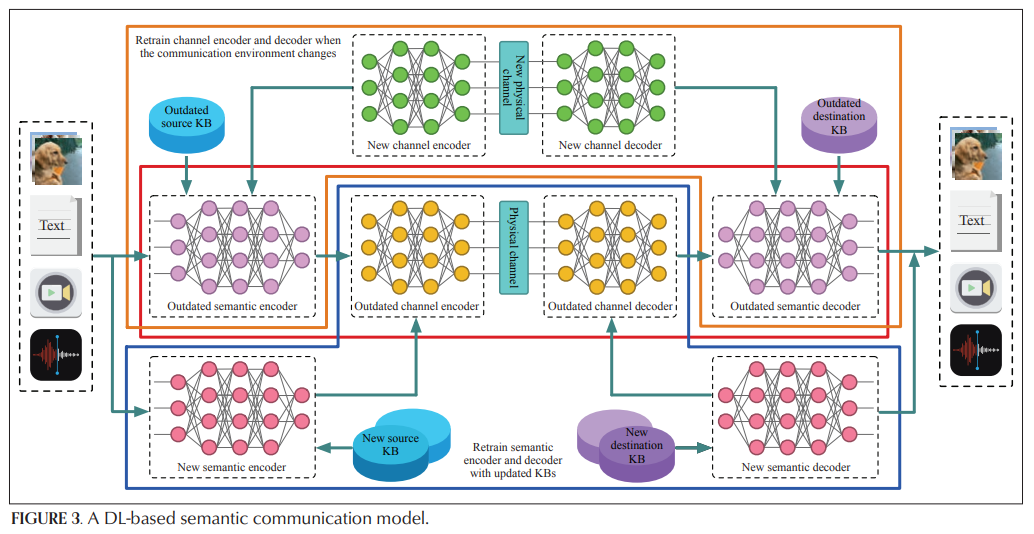 Retrain channel encoder and decoder when
the communication environment changes
New physical
channel
New channel encoder
New channel decoder
Outdated
source KB
Outdated
destination
KB
Text
Text
Physical channel
Outdated semantic encoder
Outdated channel encoder
Outdated channel decoder
Outdated semantic decoder
New source
KB
Retrain semantic
encoder and decoder
with updated KBs
New
destination
KB
New semantic encoder
New semantic decoder
FIGURE 3. A DL-based semantic communication model.